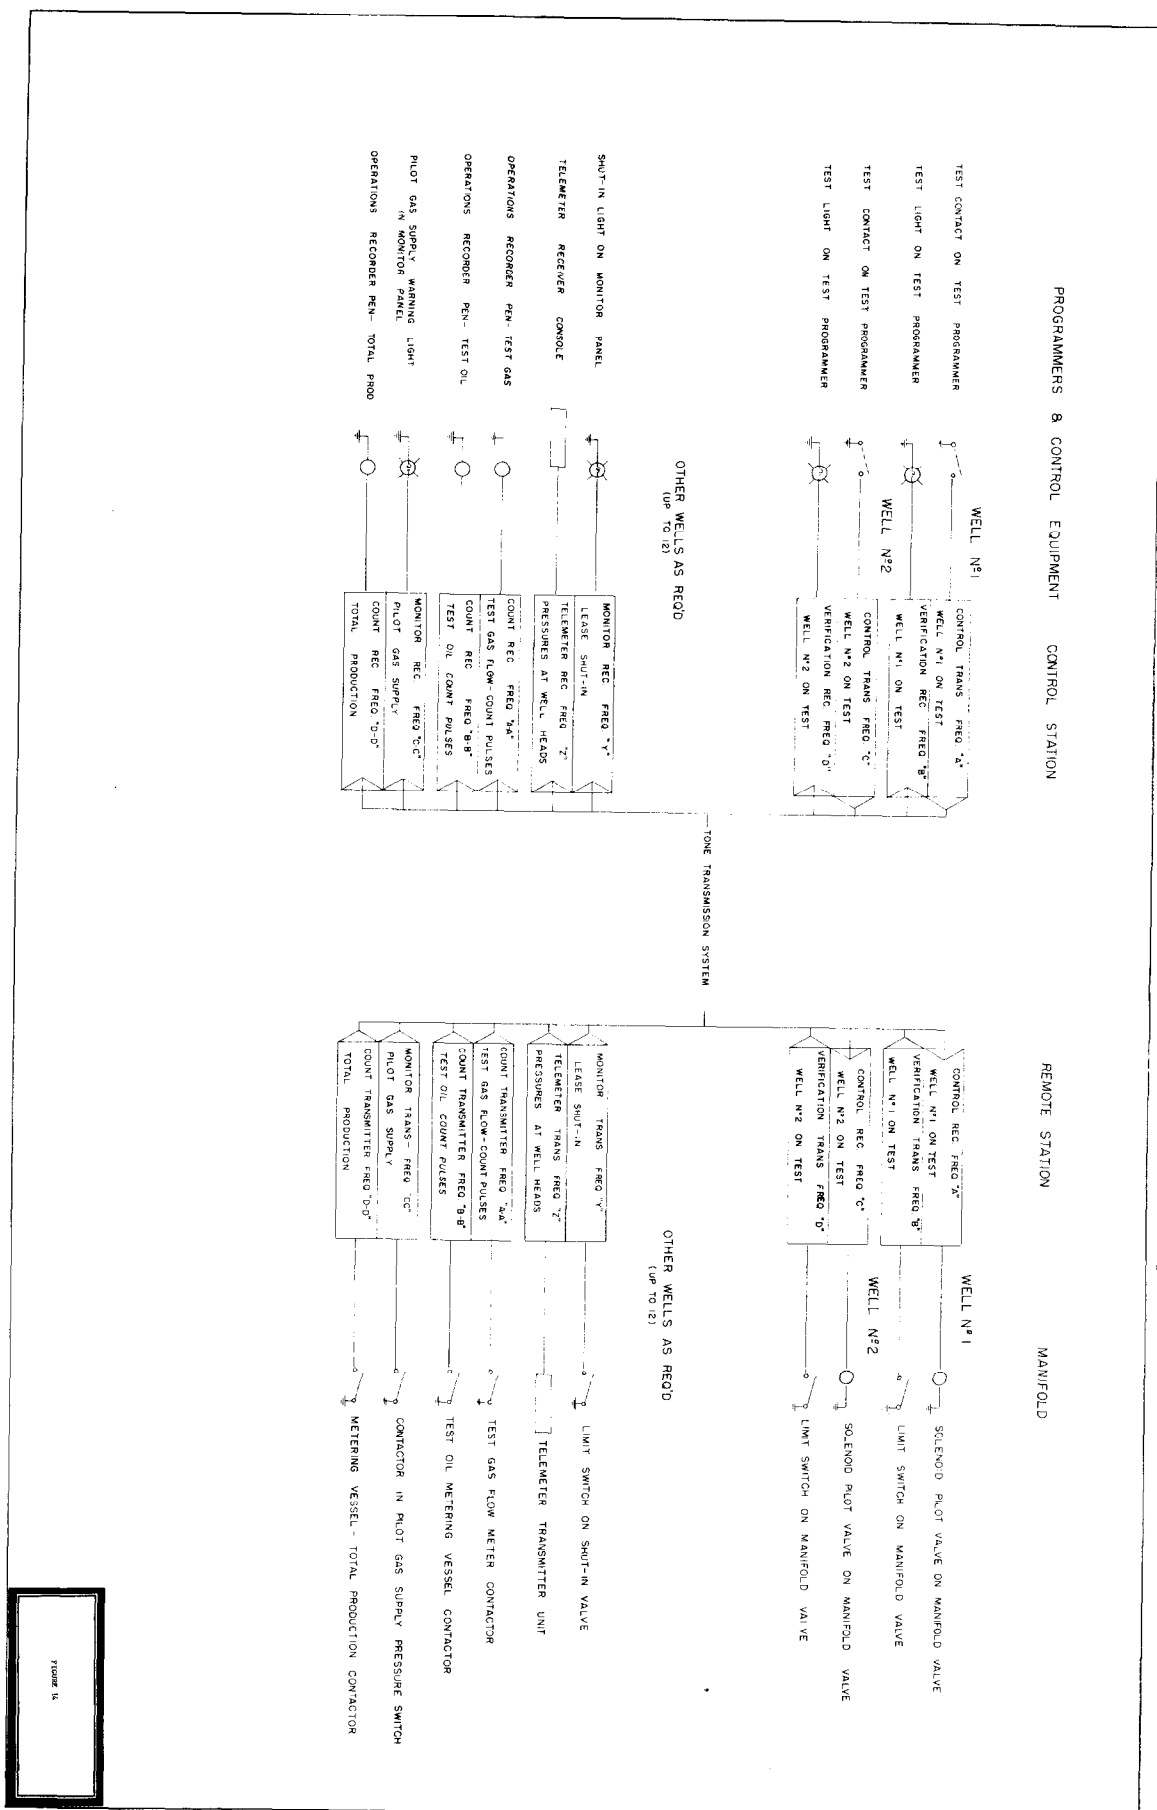 PROGRAMMERS & CONTROL EQUIPMENT
CONTROL STATION
REMOTE STATION
MANIFOLD
WELL Nº1
TEST CONTACT ON TEST PROGRAMMER
CONTROL TRANS FREQ. "A"
WELL Nº1 ON TEST
TEST LIGHT ON TEST PROGRAMMER
VERIFICATION REC FREQ "B"
WELL Nº1 ON TEST
WELL Nº2
TEST CONTACT ON TEST PROGRAMMER
CONTROL TRANS FREQ "C"
WELL Nº2 ON TEST
TEST LIGHT ON TEST PROGRAMMER
VERIFICATION REC. FREQ "D"
WELL Nº2 ON TEST
OTHER WELLS AS REQ'D
(UP TO 12)
SHUT-IN LIGHT ON MONITOR PANEL
MONITOR REC FREQ "Y"
LEASE SHUT-IN
TELEMETER RECEIVER CONSOLE
TELEMETER REC FREQ "Z"
PRESSURES AT WELL HEADS
OPERATIONS RECORDER PEN- TEST GAS
COUNT REC FREQ "A-A"
TEST GAS FLOW-COUNT PULSES
OPERATIONS RECORDER PEN- TEST OIL
COUNT REC FREQ "B-B"
TEST OIL COUNT PULSES
PILOT GAS SUPPLY WARNING LIGHT
IN MONITOR PANEL
MONITOR REC FREQ "C-C"
PILOT GAS SUPPLY
OPERATIONS RECORDER PEN- TOTAL PROD
COUNT REC FREQ "D-D"
TOTAL PRODUCTION
TONE TRANSMISSION SYSTEM
WELL Nº1
CONTROL REC FREQ "A"
WELL Nº1 ON TEST
SOLENOID PILOT VALVE ON MANIFOLD VALVE
VERIFICATION TRANS FREQ "B"
WELL Nº1 ON TEST
LIMIT SWITCH ON MANIFOLD VALVE
WELL Nº2
CONTROL REC FREQ "C"
WELL Nº2 ON TEST
SOLENOID PILOT VALVE ON MANIFOLD VALVE
VERIFICATION TRANS FREQ "D"
WELL Nº2 ON TEST
LIMIT SWITCH ON MANIFOLD VALVE
OTHER WELLS AS REQ'D
(UP TO 12)
MONITOR TRANS FREQ "Y"
LEASE SHUT-IN
LIMIT SWITCH ON SHUT-IN VALVE
TELEMETER TRANS FREQ "Z"
PRESSURES AT WELL HEADS
TELEMETER TRANSMITTER UNIT
COUNT TRANSMITTER FREQ "A-A"
TEST GAS FLOW-COUNT PULSES
TEST GAS FLOW METER CONTACTOR
COUNT TRANSMITTER FREQ "B-B"
TEST OIL COUNT PULSES
TEST OIL METERING VESSEL CONTACTOR
MONITOR TRANS- FREQ "CC"
PILOT GAS SUPPLY
CONTACTOR IN PILOT GAS SUPPLY PRESSURE SWITCH
COUNT TRANSMITTER FREQ "D-D"
TOTAL PRODUCTION
METERING VESSEL - TOTAL PRODUCTION CONTACTOR
FIGURE 14